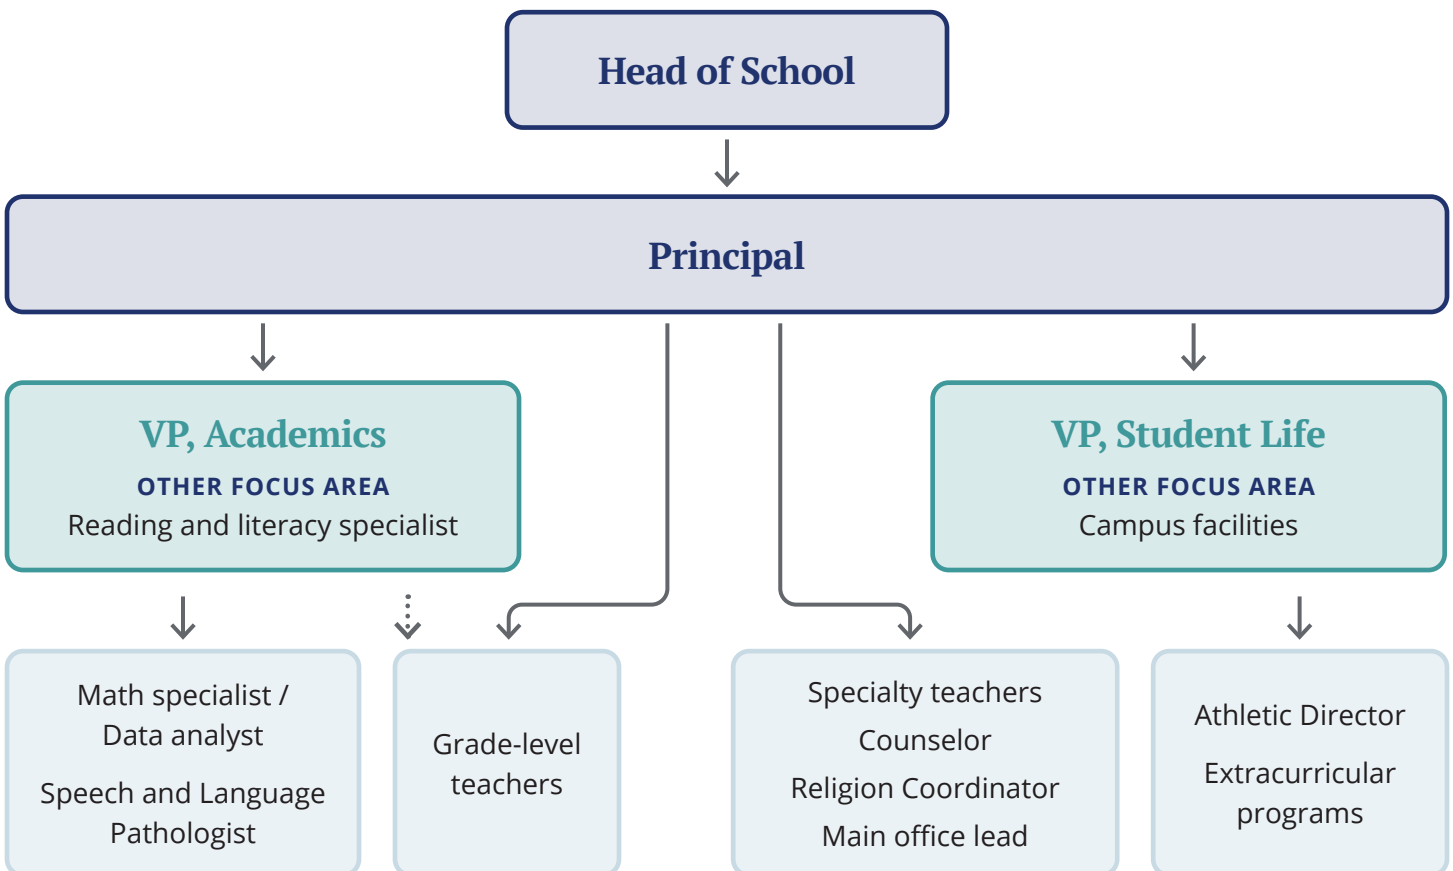 Head of School
Principal
VP, Academics
OTHER FOCUS AREA
Reading and literacy specialist
VP, Student Life
OTHER FOCUS AREA
Campus facilities
Math specialist /
Data analyst
Speech and Language
Pathologist
Grade-level
teachers
Specialty teachers
Counselor
Religion Coordinator
Main office lead
Athletic Director
Extracurricular
programs